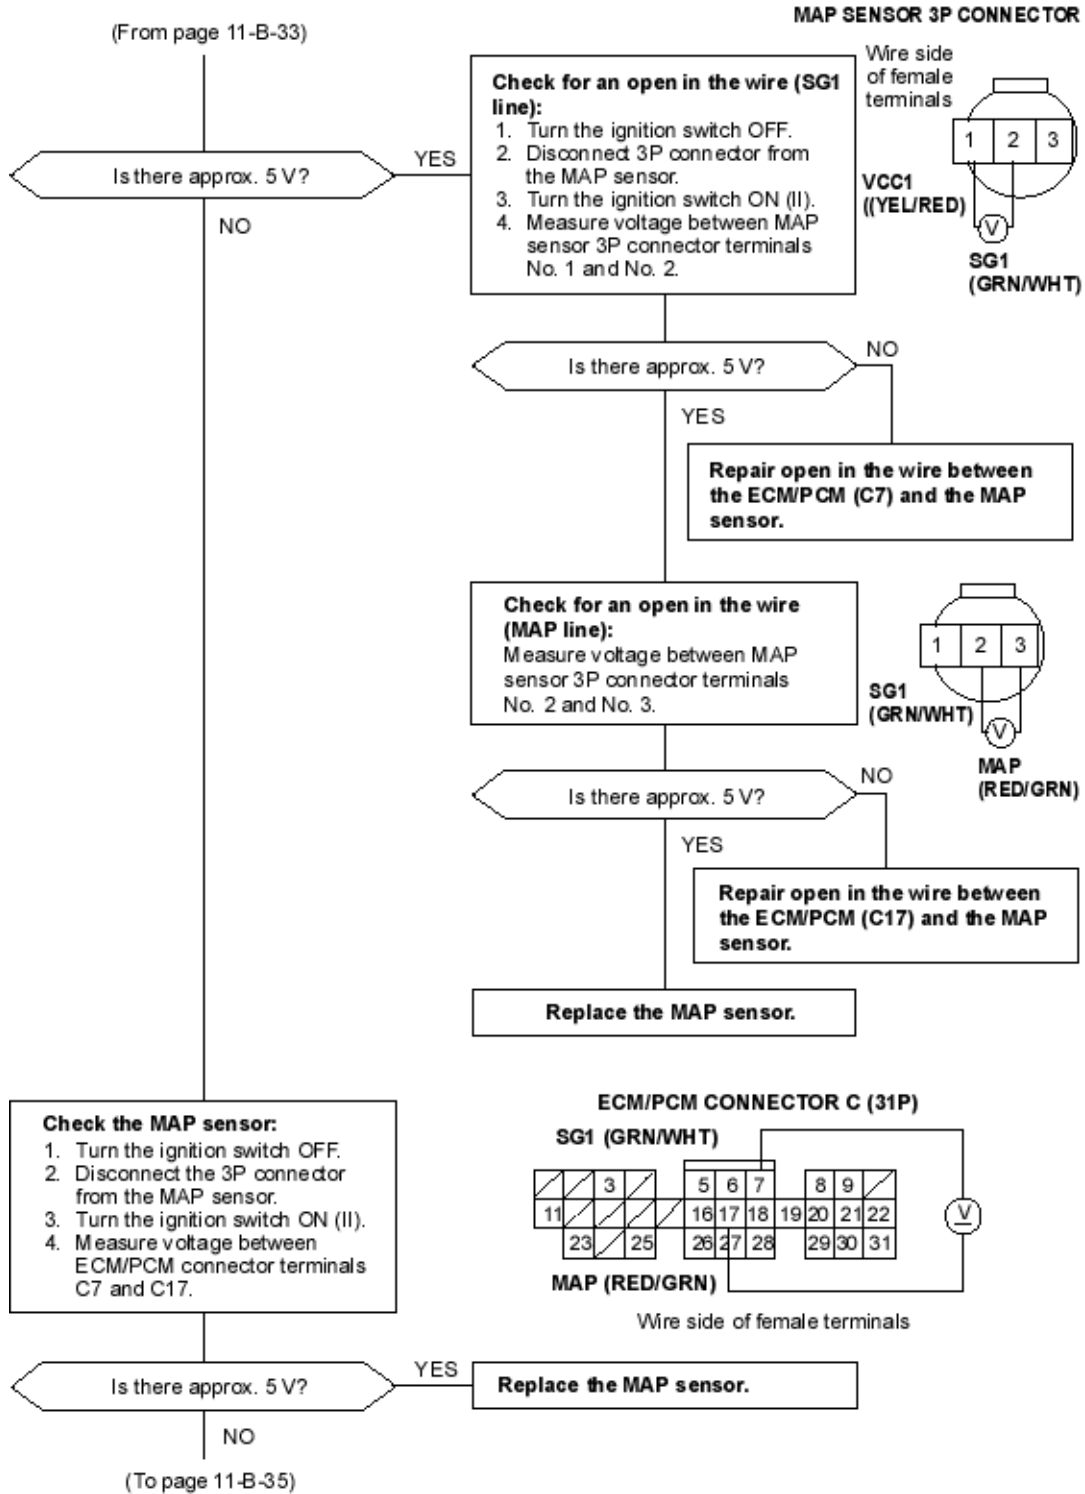 MAP SENSOR 3P CONNECTOR
(From page 11-B-33)
Wire side
of female
terminals
Check for an open in the wire (SG1
line):
1. Turn the ignition switch OFF.
2. Disconnect 3P connector from
the MAP sensor.
3. Turn the ignition switch ON (II).
4. Measure voltage between MAP
sensor 3P connector terminals
No. 1 and No. 2.
1 2 3
VCC1
((YEL/RED)
V
SG1
(GRN/WHT)
Is there approx. 5 V?
YES
NO
Is there approx. 5 V?
NO
YES
Repair open in the wire between
the ECM/PCM (C7) and the MAP
sensor.
Check for an open in the wire
(MAP line):
Measure voltage between MAP
sensor 3P connector terminals
No. 2 and No. 3.
1 2 3
SG1
(GRN/WHT)
V
MAP
(RED/GRN)
Is there approx. 5 V?
NO
YES
Repair open in the wire between
the ECM/PCM (C17) and the MAP
sensor.
Replace the MAP sensor.
Check the MAP sensor:
1. Turn the ignition switch OFF.
2. Disconnect the 3P connector
from the MAP sensor.
3. Turn the ignition switch ON (II).
4. Measure voltage between
ECM/PCM connector terminals
C7 and C17.
ECM/PCM CONNECTOR C (31P)
SG1 (GRN/WHT)
3 5 6 7 8 9
11 16 17 18 19 20 21 22
23 25 26 27 28 29 30 31
V
MAP (RED/GRN)
Wire side of female terminals
Is there approx. 5 V?
YES
Replace the MAP sensor.
NO
(To page 11-B-35)